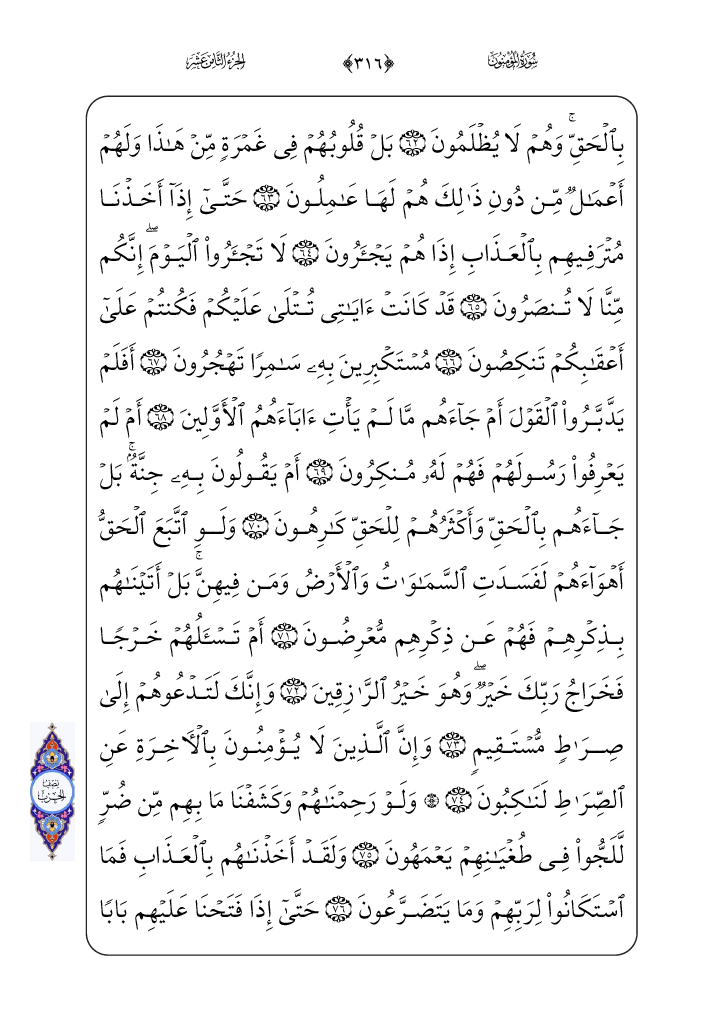 سُورَةُ المُؤۡمِنُونَ ﴿٣١٦﴾ الجُزۡءُ الثَّامِنَ عَشَرَ
بِٱلۡحَقِّۚ وَهُمۡ لَا يُظۡلَمُونَ ٦٢ بَلۡ قُلُوبُهُمۡ فِي غَمۡرَةٖ مِّنۡ هَٰذَا وَلَهُمۡ
أَعۡمَٰلٞ مِّن دُونِ ذَٰلِكَ هُمۡ لَهَا عَٰمِلُونَ ٦٣ حَتَّىٰٓ إِذَآ أَخَذۡنَا
مُتۡرَفِيهِم بِٱلۡعَذَابِ إِذَا هُمۡ يَجۡـَٔرُونَ ٦٤ لَا تَجۡـَٔرُواْ ٱلۡيَوۡمَۖ إِنَّكُم
مِّنَّا لَا تُنصَرُونَ ٦٥ قَدۡ كَانَتۡ ءَايَٰتِي تُتۡلَىٰ عَلَيۡكُمۡ فَكُنتُمۡ عَلَىٰٓ
أَعۡقَٰبِكُمۡ تَنكِصُونَ ٦٦ مُسۡتَكۡبِرِينَ بِهِۦ سَٰمِرٗا تَهۡجُرُونَ ٦٧ أَفَلَمۡ
يَدَّبَّرُواْ ٱلۡقَوۡلَ أَمۡ جَآءَهُم مَّا لَمۡ يَأۡتِ ءَابَآءَهُمُ ٱلۡأَوَّلِينَ ٦٨ أَمۡ لَمۡ
يَعۡرِفُواْ رَسُولَهُمۡ فَهُمۡ لَهُۥ مُنكِرُونَ ٦٩ أَمۡ يَقُولُونَ بِهِۦ جِنَّةُۢۚ بَلۡ
جَآءَهُم بِٱلۡحَقِّ وَأَكۡثَرُهُمۡ لِلۡحَقِّ كَٰرِهُونَ ٧٠ وَلَوِ ٱتَّبَعَ ٱلۡحَقُّ
أَهۡوَآءَهُمۡ لَفَسَدَتِ ٱلسَّمَٰوَٰتُ وَٱلۡأَرۡضُ وَمَن فِيهِنَّۚ بَلۡ أَتَيۡنَٰهُم
بِذِكۡرِهِمۡ فَهُمۡ عَن ذِكۡرِهِم مُّعۡرِضُونَ ٧١ أَمۡ تَسۡـَٔلُهُمۡ خَرۡجٗا
فَخَرَاجُ رَبِّكَ خَيۡرٞۖ وَهُوَ خَيۡرُ ٱلرَّٰزِقِينَ ٧٢ وَإِنَّكَ لَتَدۡعُوهُمۡ إِلَىٰ
صِرَٰطٖ مُّسۡتَقِيمٖ ٧٣ وَإِنَّ ٱلَّذِينَ لَا يُؤۡمِنُونَ بِٱلۡأٓخِرَةِ عَنِ
ٱلصِّرَٰطِ لَنَٰكِبُونَ ٧٤ ۞ وَلَوۡ رَحِمۡنَٰهُمۡ وَكَشَفۡنَا مَا بِهِم مِّن ضُرّٖ
لَّلَجُّواْ فِي طُغۡيَٰنِهِمۡ يَعۡمَهُونَ ٧٥ وَلَقَدۡ أَخَذۡنَٰهُم بِٱلۡعَذَابِ فَمَا
ٱسۡتَكَانُواْ لِرَبِّهِمۡ وَمَا يَتَضَرَّعُونَ ٧٦ حَتَّىٰٓ إِذَا فَتَحۡنَا عَلَيۡهِم بَابٗا
نِصْفُ
الْحِزْبِ